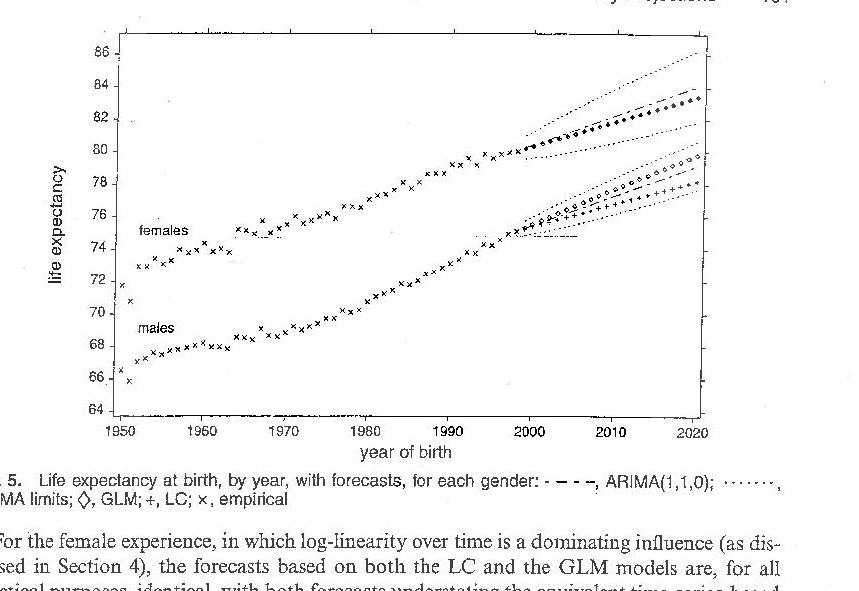 86
84
82
80
78
76
74
72
70
68
66
64
life expectancy
females
males
1950 1960 1970 1980 1990 2000 2010 2020
year of birth
. 5. Life expectancy at birth, by year, with forecasts, for each gender: - – – -, ARIMA(1,1,0); ·······,
MA limits; ◊, GLM; +, LC; ×, empirical
For the female experience, in which log-linearity over time is a dominating influence (as dis-
sed in Section 4), the forecasts based on both the LC and the GLM models are, for all
identical, with both forecasts understating the equivalent time series based